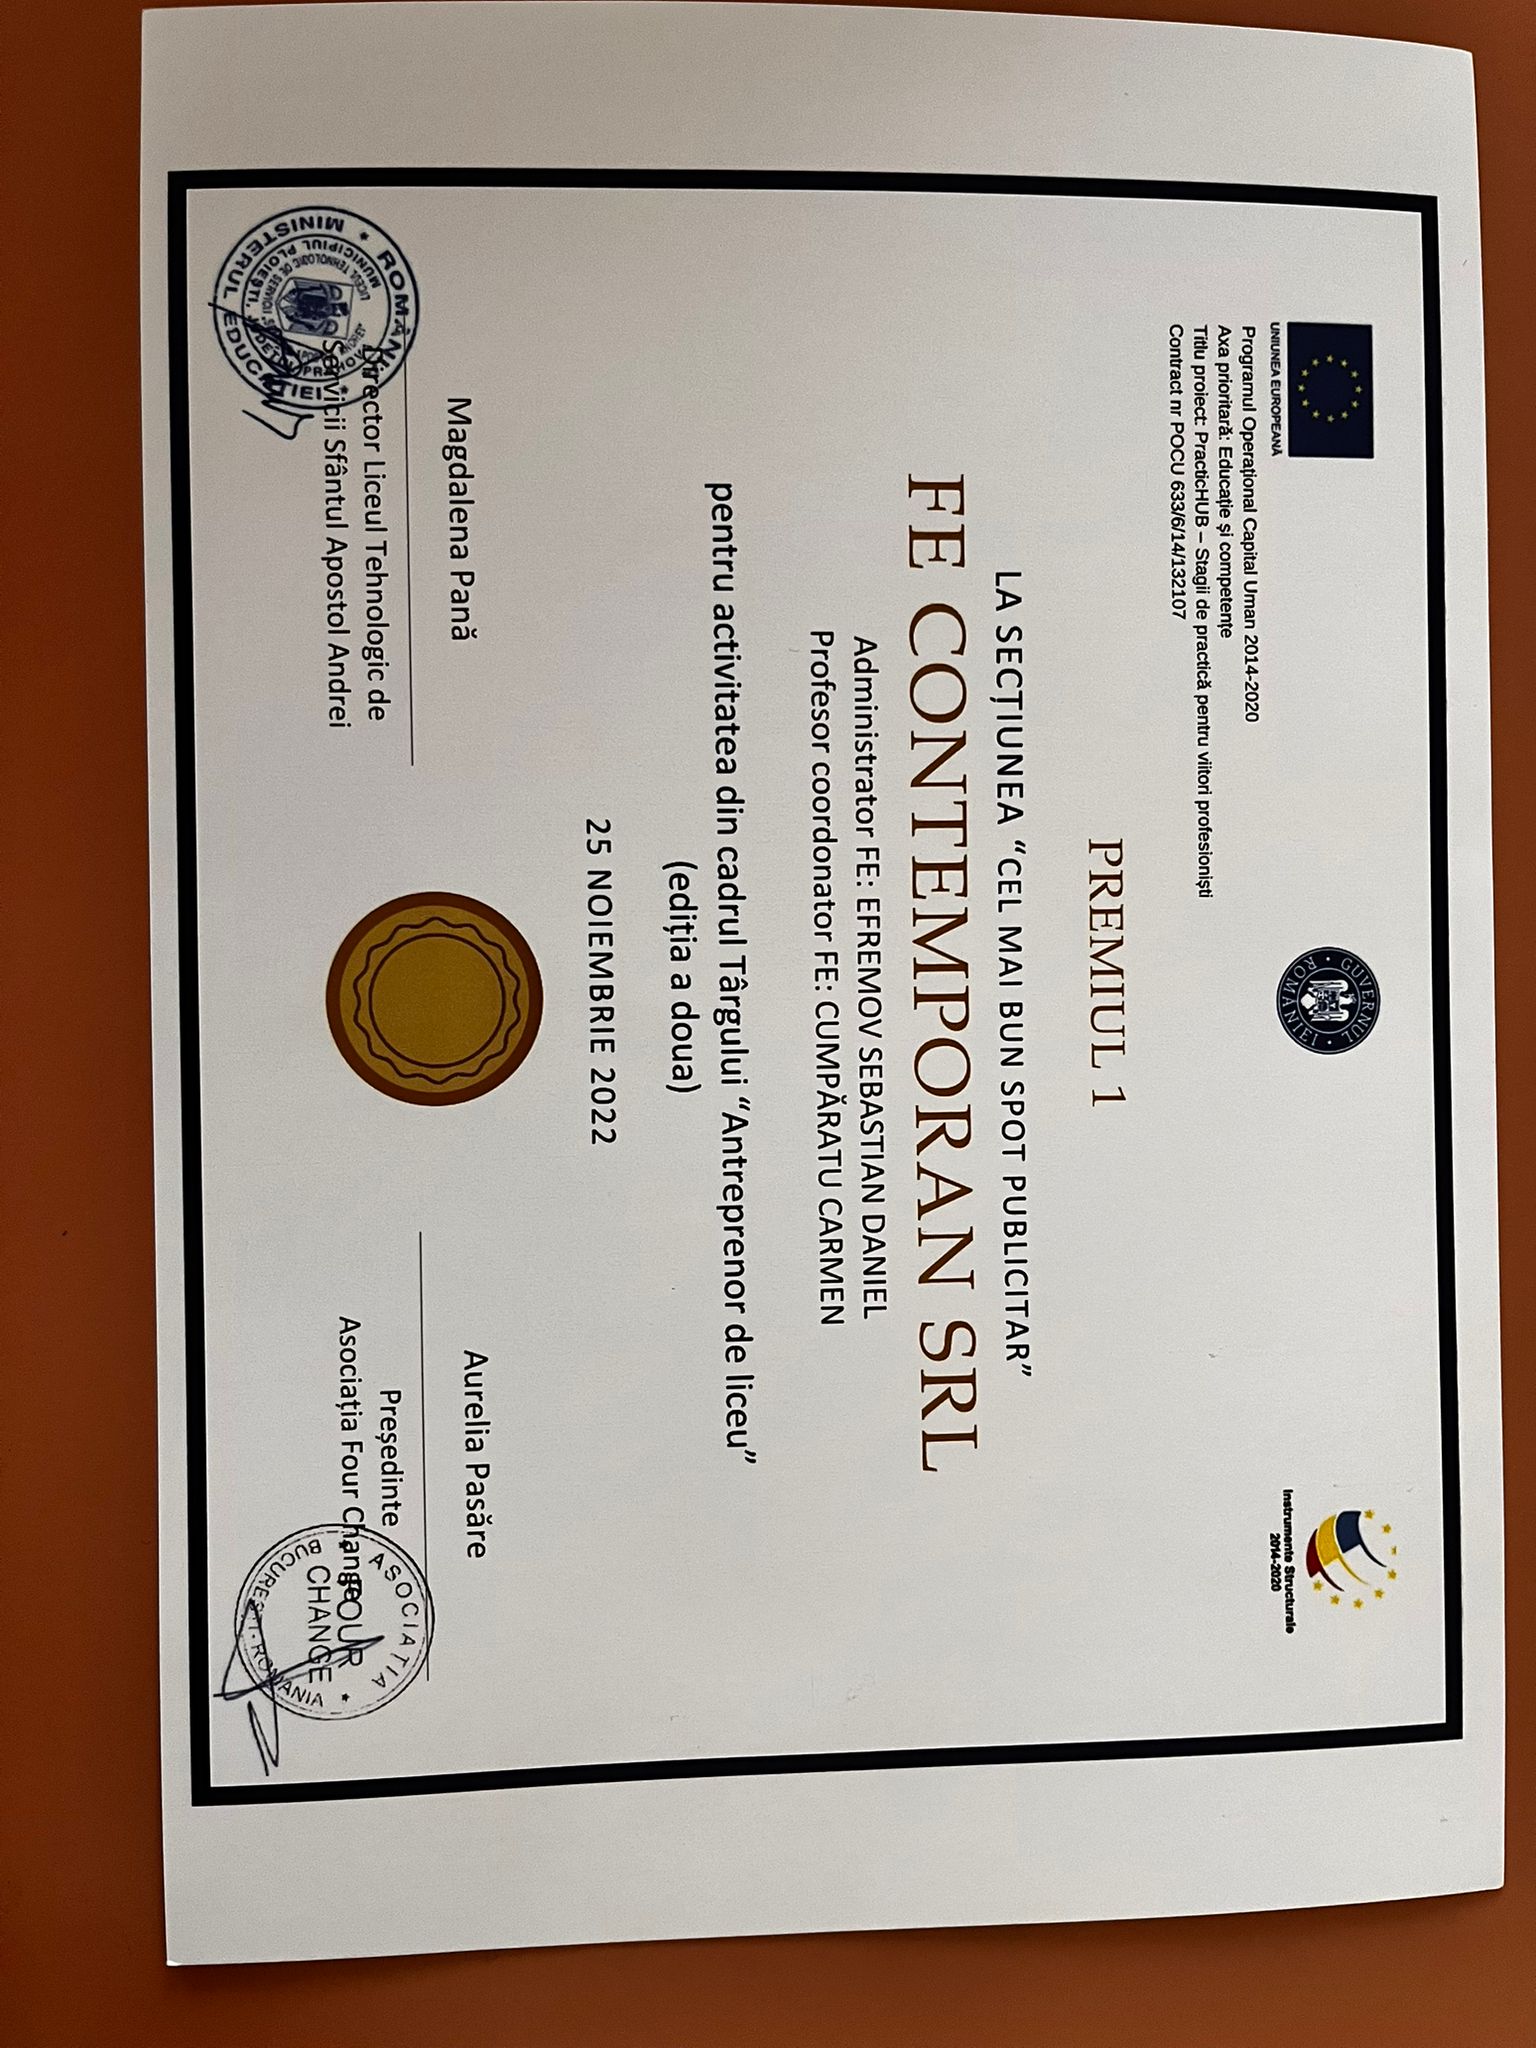 UNIUNEA EUROPEANĂ
GUVERNUL ROMÂNIEI
Instrumente Structurale
2014-2020
Programul Operațional Capital Uman 2014-2020
Axa prioritară: Educație și competențe
Titlu proiect: PracticHUB – Stagii de practică pentru viitori profesioniști
Contract nr POCU 633/6/14/132107
PREMIUL 1
LA SECȚIUNEA “CEL MAI BUN SPOT PUBLICITAR”
FE CONTEMPORAN SRL
Administrator FE: EFREMOV SEBASTIAN DANIEL
Profesor coordonator FE: CUMPĂRATU CARMEN
pentru activitatea din cadrul Târgului “Antreprenor de liceu”
(ediția a doua)
25 NOIEMBRIE 2022
Magdalena Pană
Director Liceul Tehnologic de
Servicii Sfântul Apostol Andrei
ROMÂNIA
MINISTERUL EDUCAȚIEI
MUNICIPIUL PLOIEȘTI, JUDEȚUL PRAHOVA
LICEUL TEHNOLOGIC DE SERVICII
Aurelia Pasăre
Președinte
Asociația Four Change
ASOCIAȚIA
FOUR
CHANGE
BUCUREȘTI - ROMÂNIA